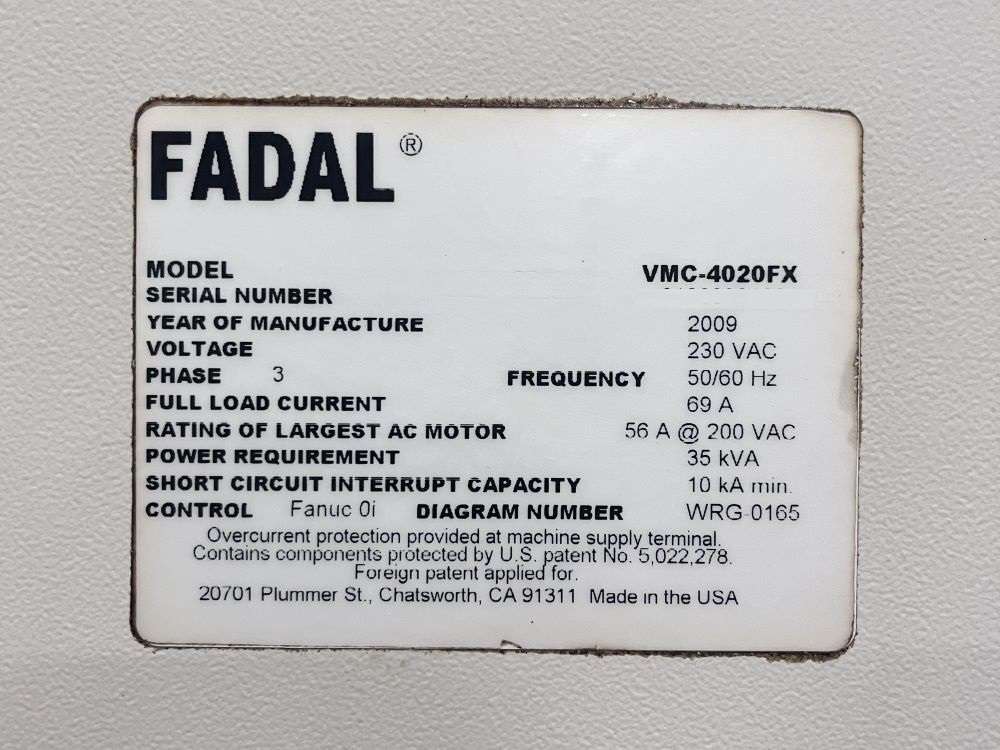 FADAL®
MODEL VMC-4020FX
SERIAL NUMBER
YEAR OF MANUFACTURE 2009
VOLTAGE 230 VAC
PHASE 3 FREQUENCY 50/60 Hz
FULL LOAD CURRENT 69 A
RATING OF LARGEST AC MOTOR 56 A @ 200 VAC
POWER REQUIREMENT 35 kVA
SHORT CIRCUIT INTERRUPT CAPACITY 10 kA min.
CONTROL Fanuc 0i DIAGRAM NUMBER WRG-0165
Overcurrent protection provided at machine supply terminal.
Contains components protected by U.S. patent No. 5,022,278.
Foreign patent applied for.
20701 Plummer St., Chatsworth, CA 91311 Made in the USA